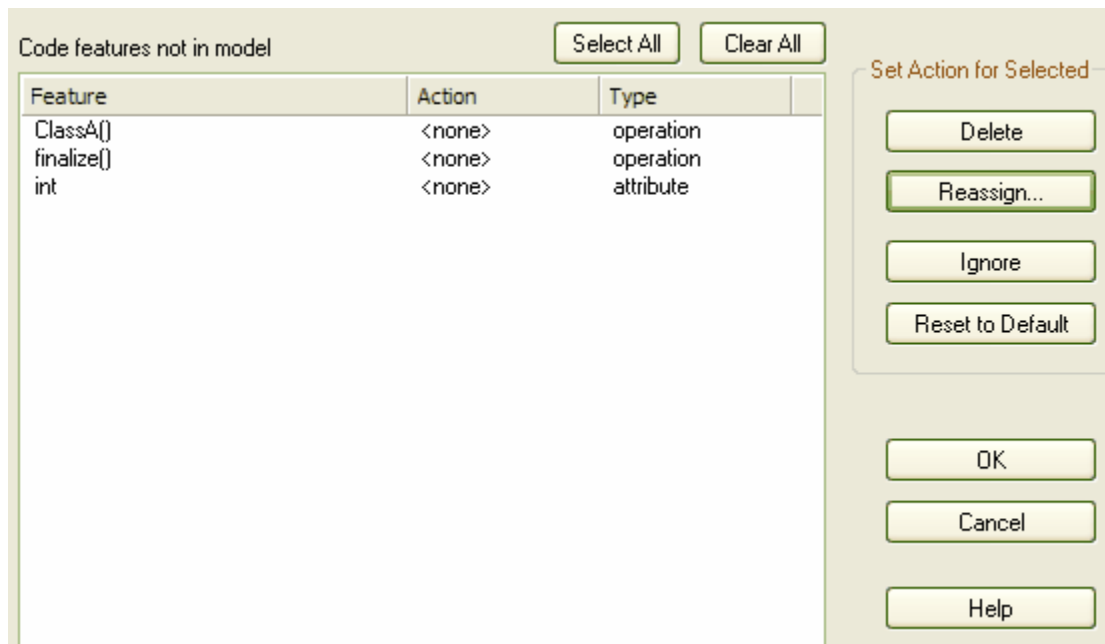 Code features not in model
Select All
Clear All
Feature Action Type
ClassA() <none> operation
finalize() <none> operation
int <none> attribute
Set Action for Selected
Delete
Reassign...
Ignore
Reset to Default
OK
Cancel
Help